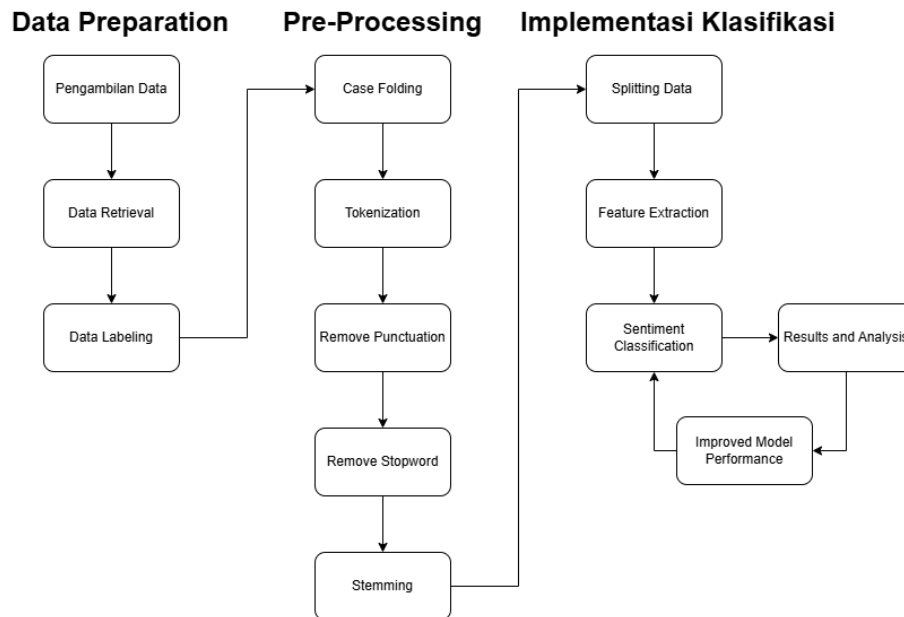 Data Preparation
Pengambilan Data
Data Retrieval
Data Labeling
Pre-Processing
Case Folding
Tokenization
Remove Punctuation
Remove Stopword
Stemming
Implementasi Klasifikasi
Splitting Data
Feature Extraction
Sentiment
Classification
Results and Analysis
Improved Model
Performance